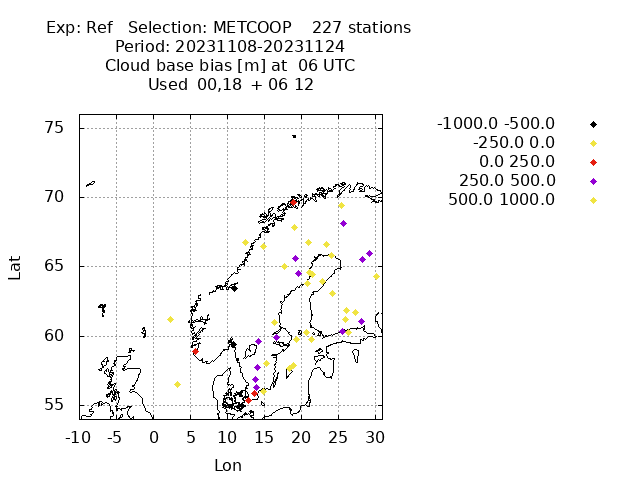 Exp: Ref   Selection: METCOOP    227 stations
Period: 20231108-20231124
Cloud base bias [m] at  06 UTC
Used  00,18  + 06 12
-1000.0 -500.0
-250.0 0.0
0.0 250.0
250.0 500.0
500.0 1000.0
75
70
65
60
55
Lat
-10 -5 0 5 10 15 20 25 30
Lon